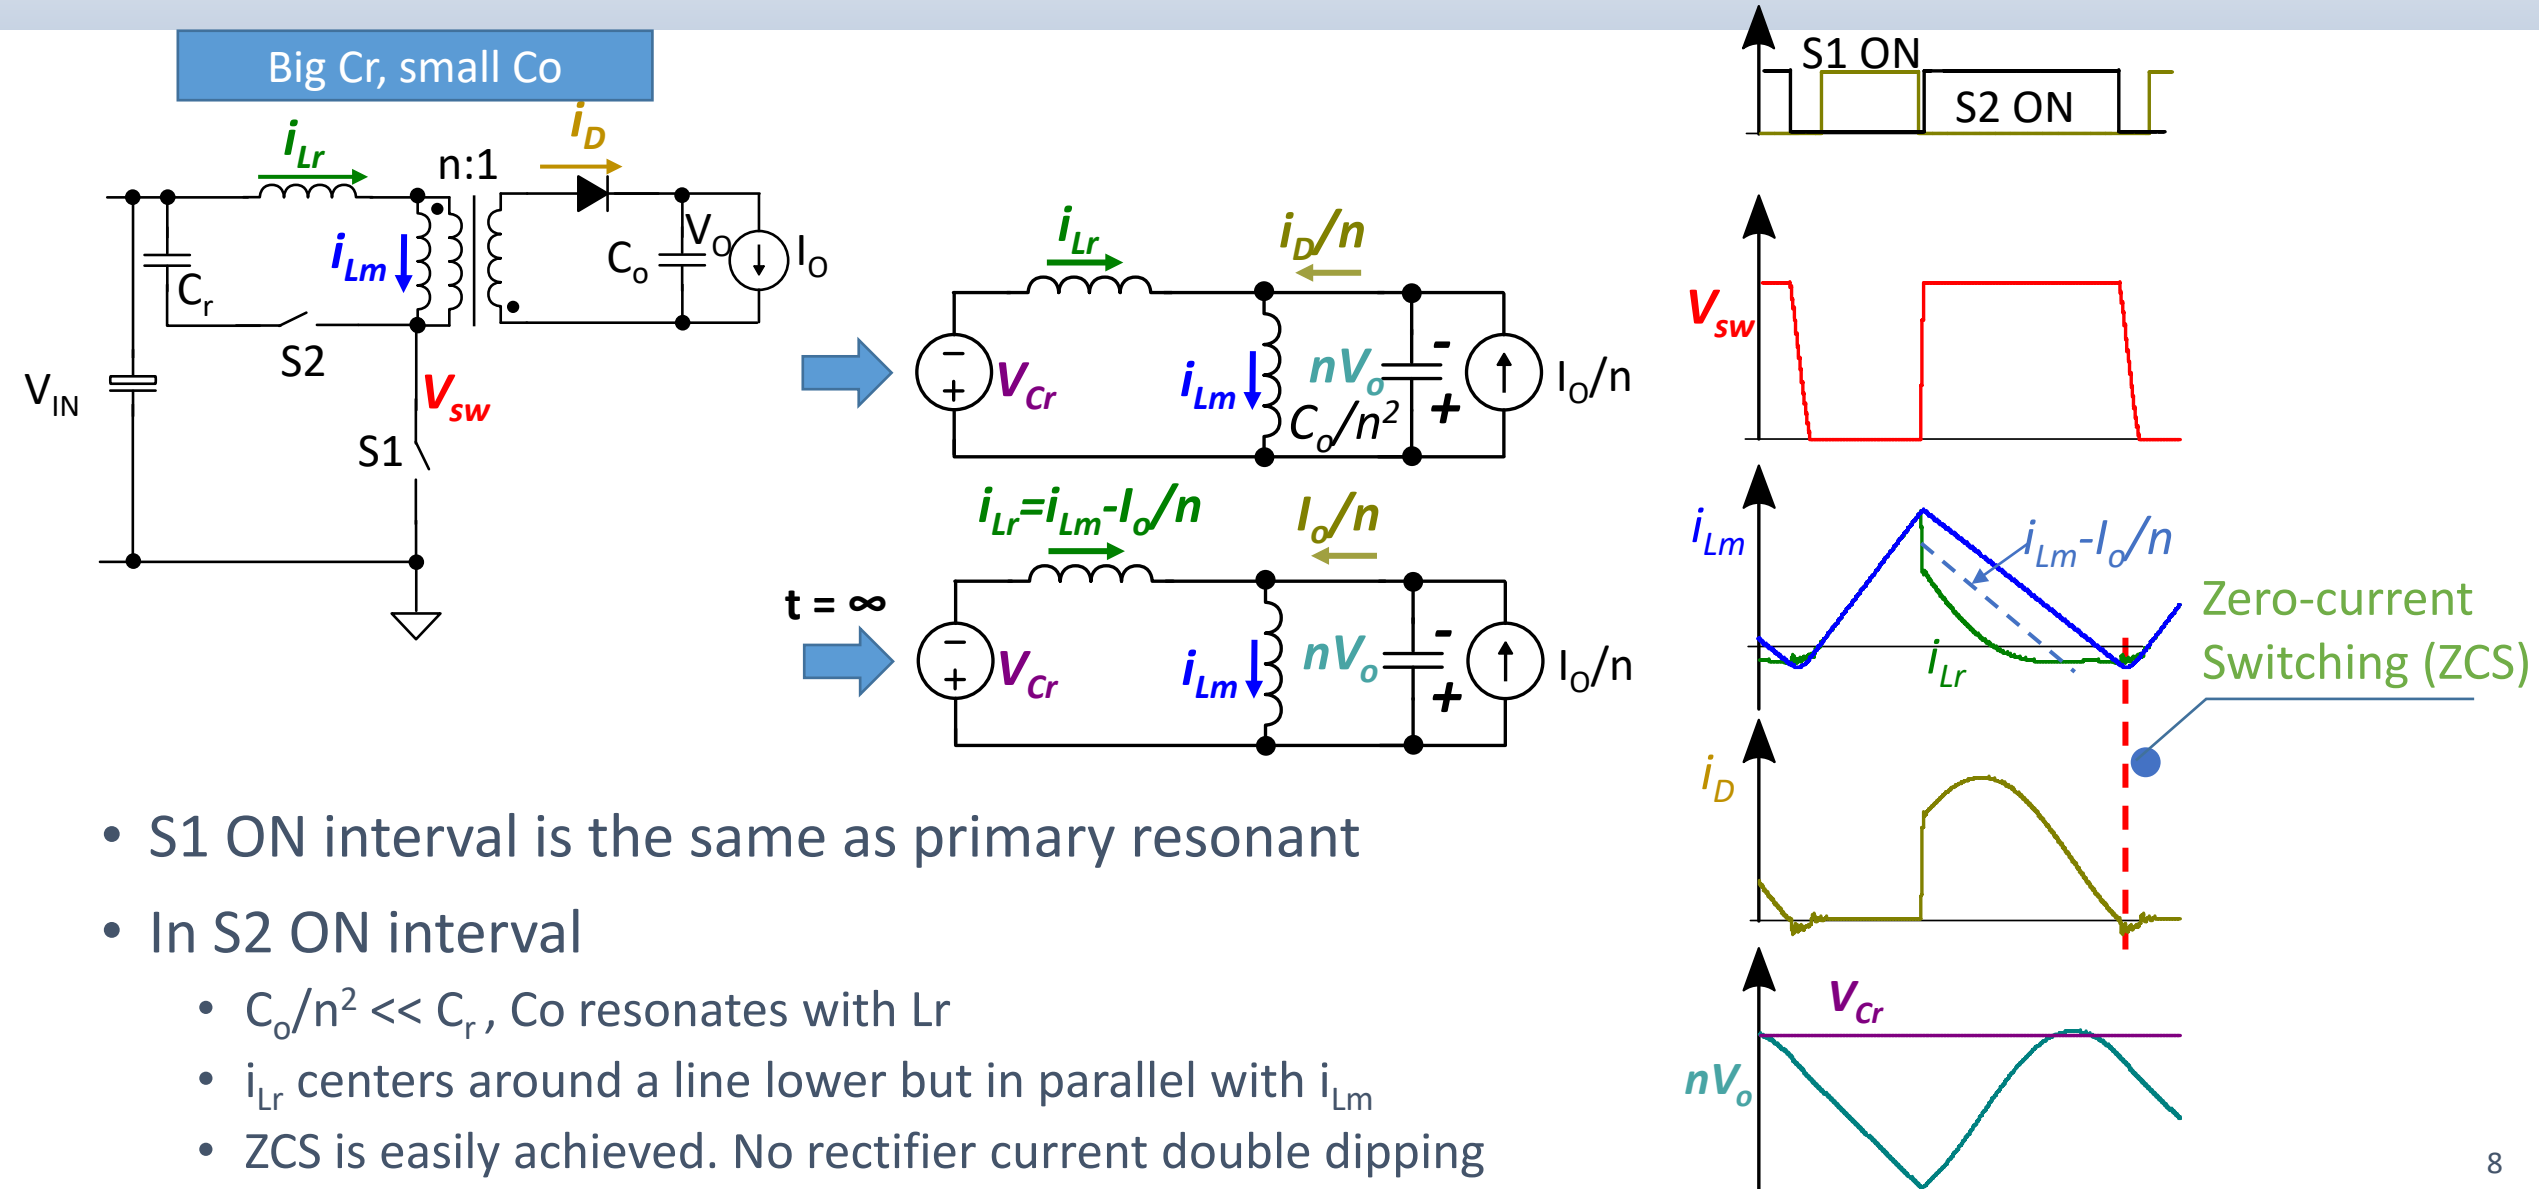 Big Cr, small Co
iLr
n:1
iD
iLm
Cr
S2
VIN
Vsw
S1
Co
VO
IO
iLr
iD/n
VCr
iLm
nVo
Co/n²
-
+
IO/n
t = ∞
iLr=iLm-Io/n
Io/n
VCr
iLm
nVo
-
+
IO/n
S1 ON
S2 ON
Vsw
iLm
iLm-Io/n
iLr
Zero-current
Switching (ZCS)
iD
VCr
nVo
• S1 ON interval is the same as primary resonant
• In S2 ON interval
• Co/n² << Cr , Co resonates with Lr
• iLr centers around a line lower but in parallel with iLm
• ZCS is easily achieved. No rectifier current double dipping
8